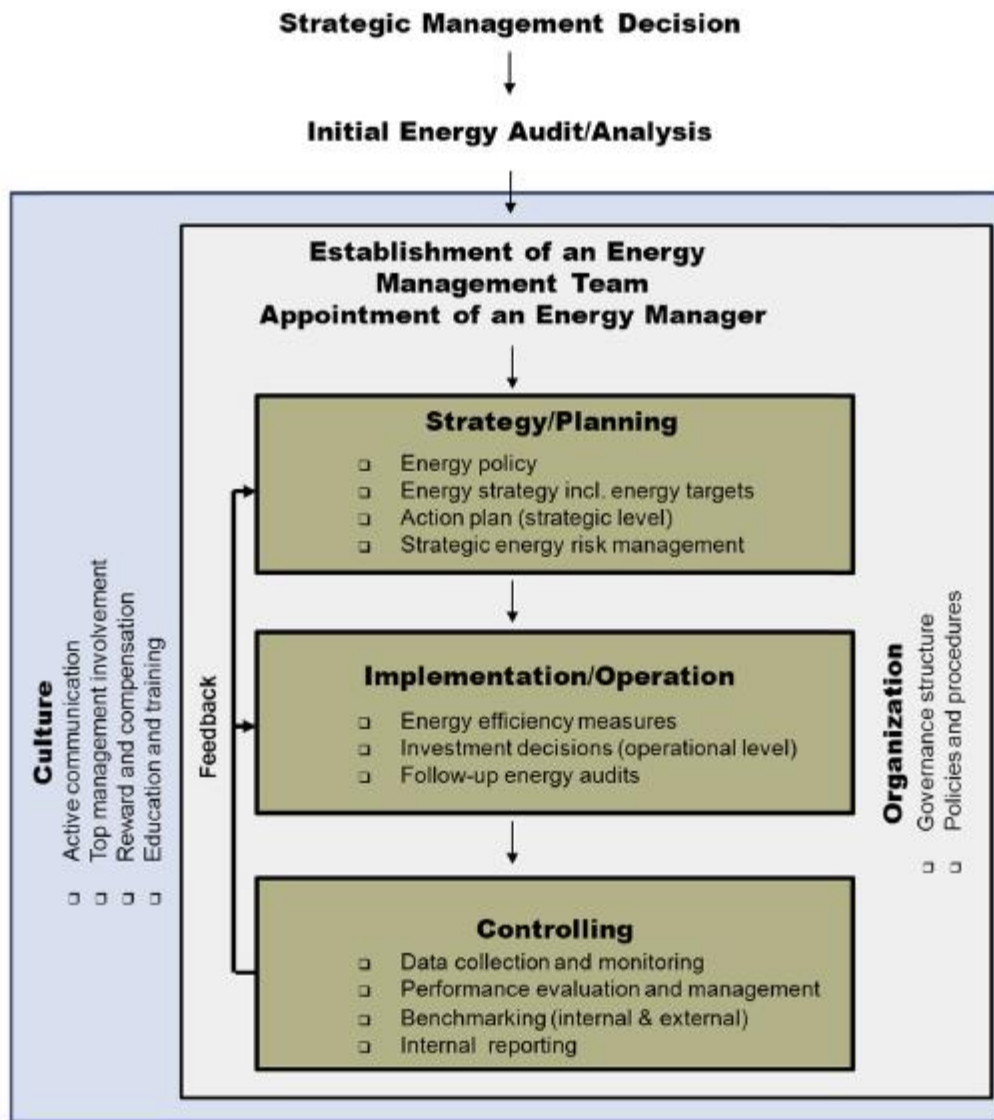 Strategic Management Decision
Initial Energy Audit/Analysis
Establishment of an Energy
Management Team
Appointment of an Energy Manager
Strategy/Planning
Energy policy
Energy strategy incl. energy targets
Action plan (strategic level)
Strategic energy risk management
Implementation/Operation
Energy efficiency measures
Investment decisions (operational level)
Follow-up energy audits
Controlling
Data collection and monitoring
Performance evaluation and management
Benchmarking (internal & external)
Internal reporting
Feedback
Culture
Active communication
Top management involvement
Reward and compensation
Education and training
Organization
Governance structure
Policies and procedures